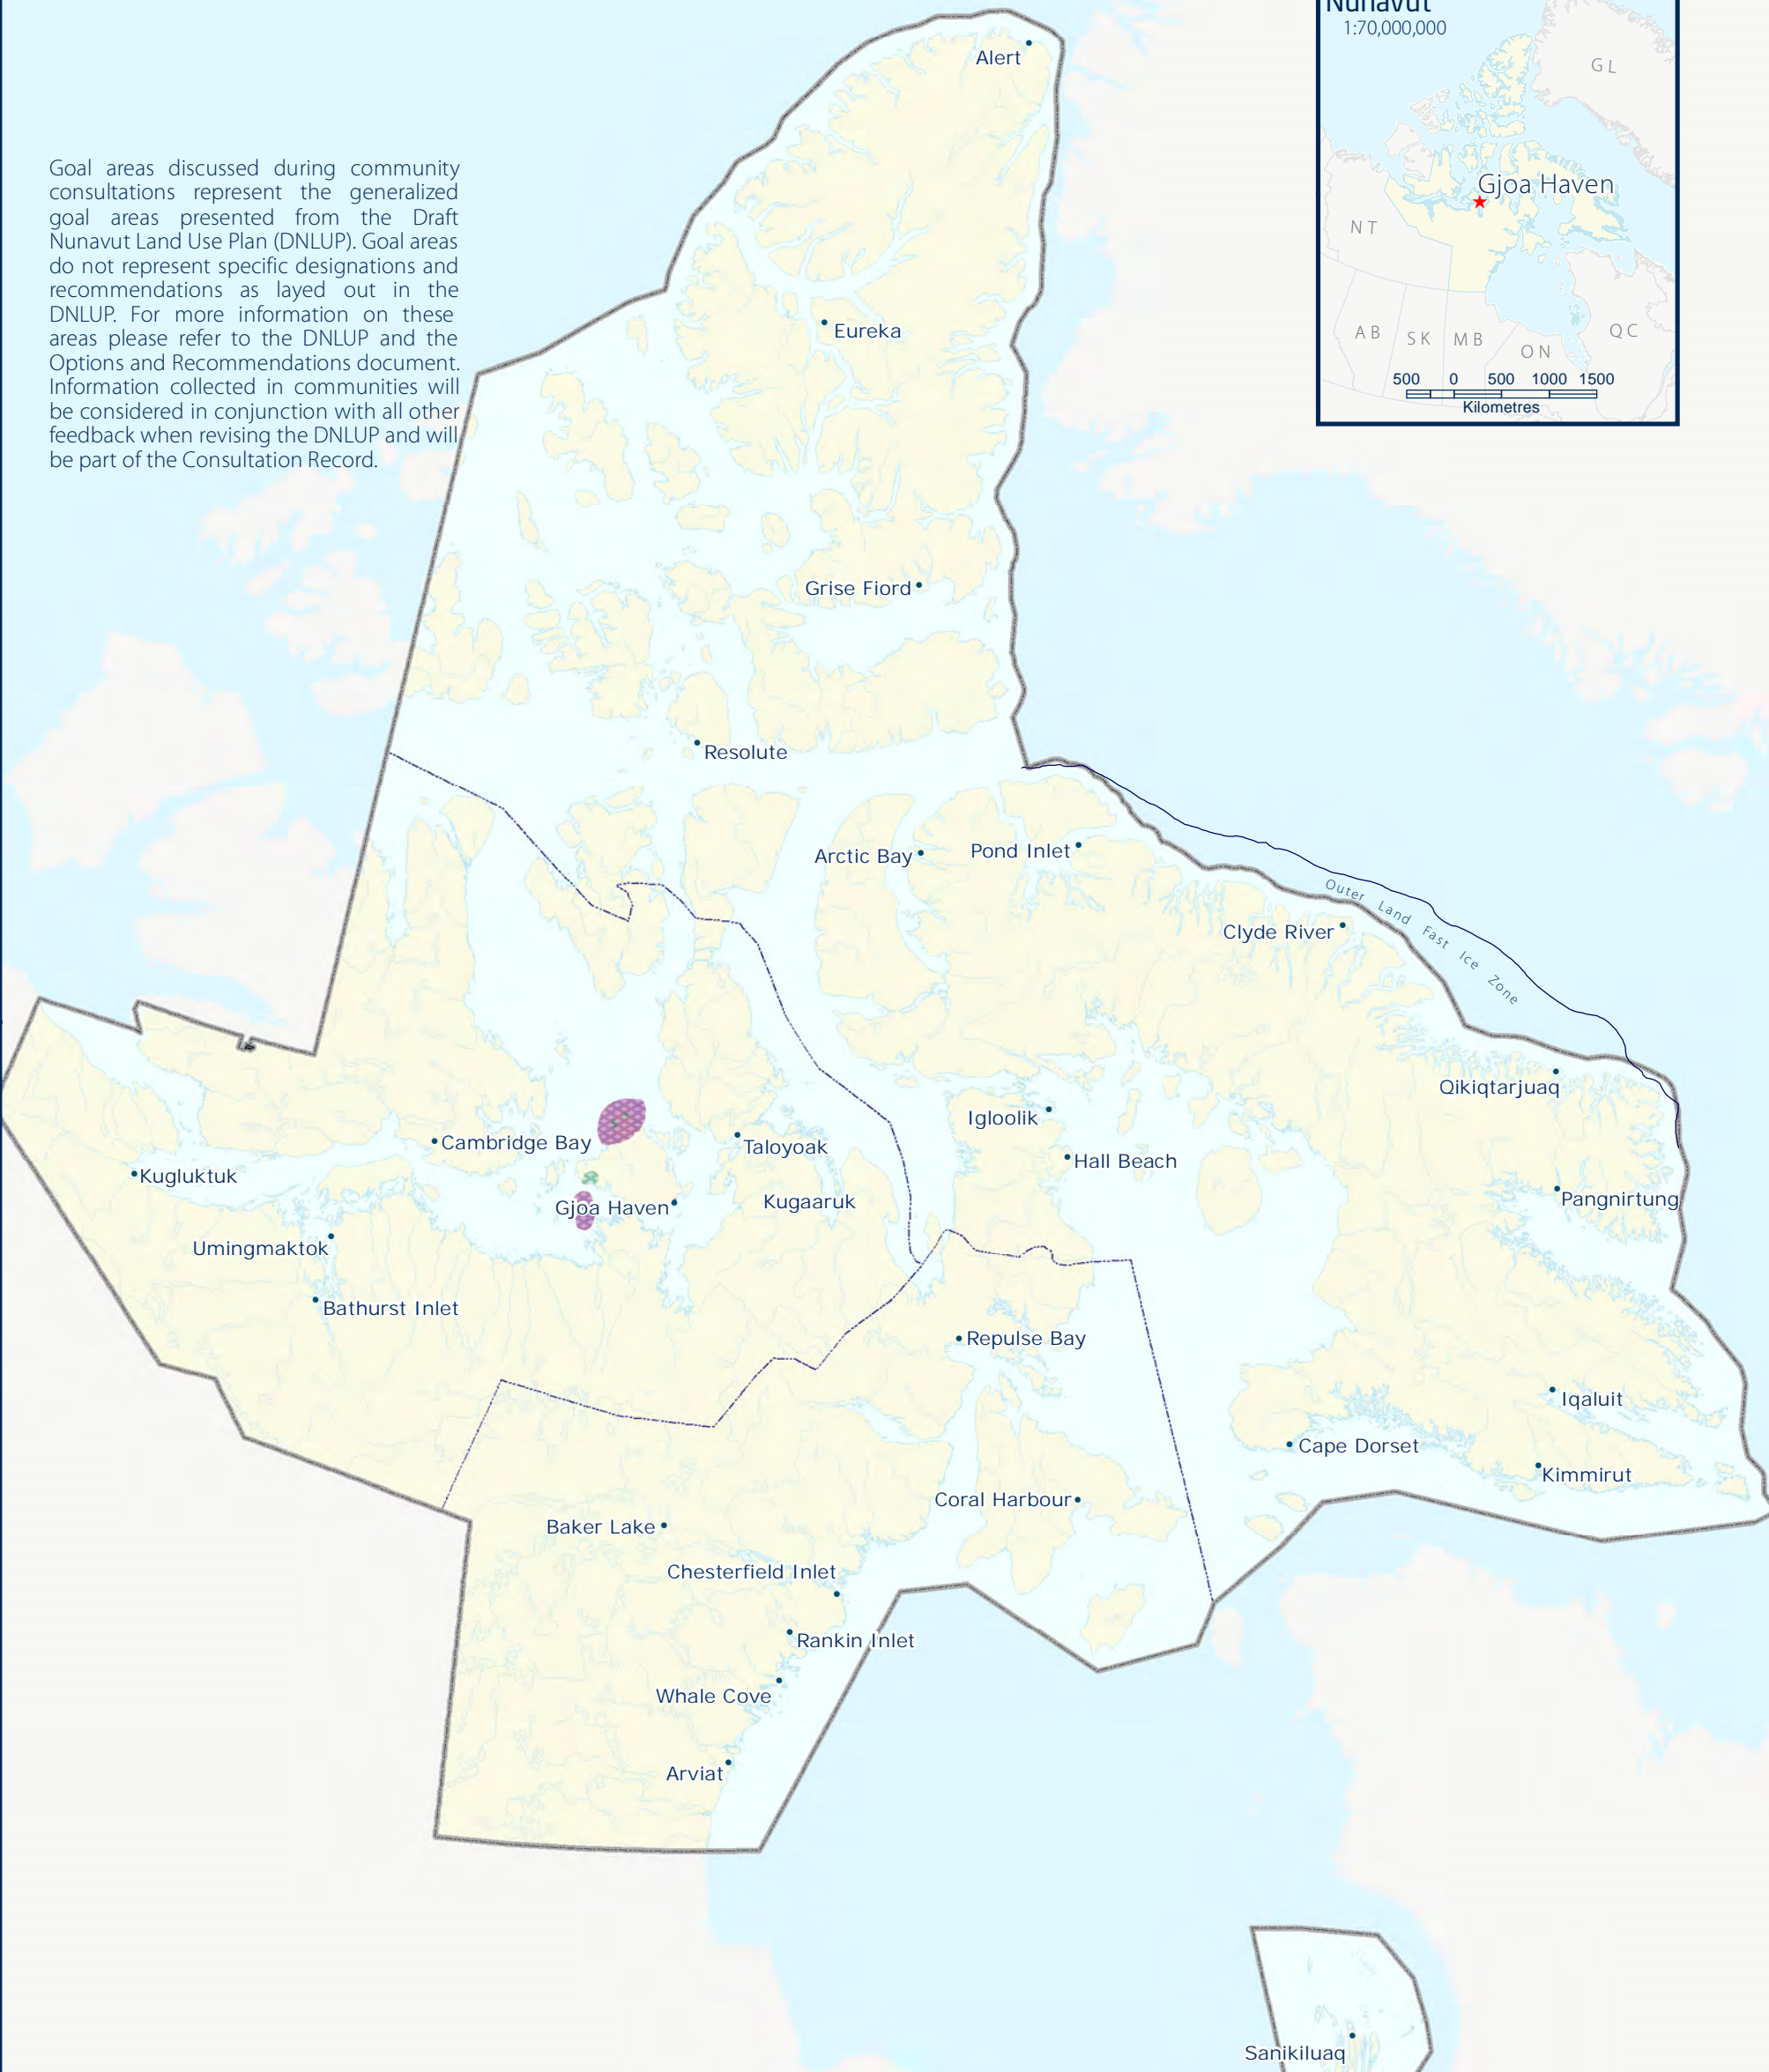 Nunavut
1:70,000,000
GL
Gjoa Haven
NT
AB
SK
MB
ON
QC
500 0 500 1000 1500
Kilometres
Goal areas discussed during community
consultations represent the generalized
goal areas presented from the Draft
Nunavut Land Use Plan (DNLUP). Goal areas
do not represent specific designations and
recommendations as layed out in the
DNLUP. For more information on these
areas please refer to the DNLUP and the
Options and Recommendations document.
Information collected in communities will
be considered in conjunction with all other
feedback when revising the DNLUP and will
be part of the Consultation Record.
Alert
Eureka
Grise Fiord
Resolute
Arctic Bay
Pond Inlet
Clyde River
Outer Land Fast Ice Zone
Qikiqtarjuaq
Igloolik
Cambridge Bay
Taloyoak
Hall Beach
Kugluktuk
Gjoa Haven
Kugaaruk
Pangnirtung
Umingmaktok
Bathurst Inlet
Repulse Bay
Iqaluit
Cape Dorset
Kimmirut
Coral Harbour
Baker Lake
Chesterfield Inlet
Rankin Inlet
Whale Cove
Arviat
Sanikiluaq